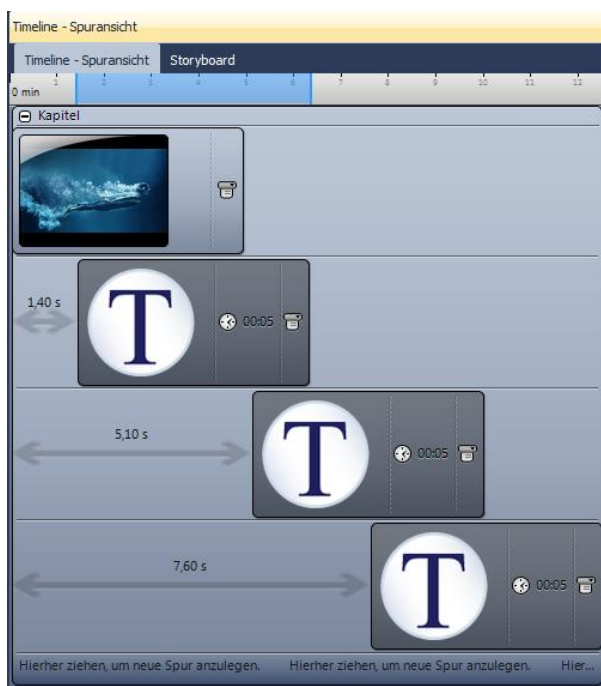 Timeline - Spuransicht
Timeline - Spuransicht Storyboard
0 min 1 2 3 4 5 6 7 8 9 10 11 12
Kapitel
1,40 s
T
00:05
5,10 s
T
00:05
7,60 s
T
00:05
Hierher ziehen, um neue Spur anzulegen. Hierher ziehen, um neue Spur anzulegen. Hier...